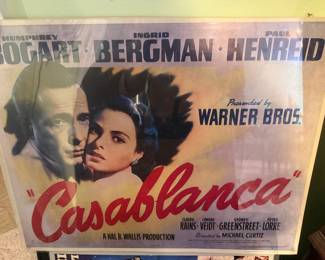 HUMPHREY INGRID PAUL
BOGART · BERGMAN · HENREID
Presented by
WARNER BROS.
"Casablanca"
CLAUDE CONRAD SYDNEY PETER
RAINS · VEIDT · GREENSTREET · LORKE
A HAL B. WALLIS PRODUCTION Directed by MICHAEL CURTIZ